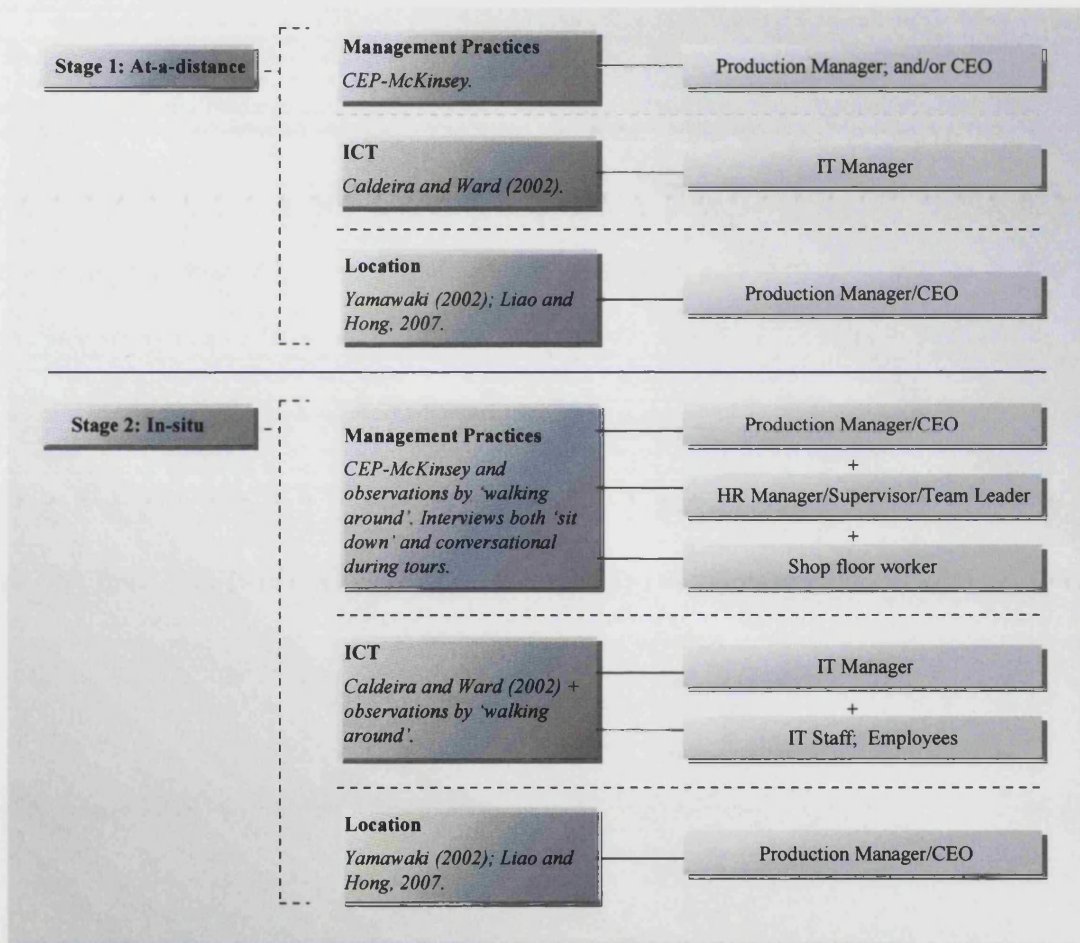 Stage 1: At-a-distance
Management Practices
CEP-McKinsey.
Production Manager; and/or CEO
ICT
Caldeira and Ward (2002).
IT Manager
Location
Yamawaki (2002); Liao and
Hong, 2007.
Production Manager/CEO
Stage 2: In-situ
Management Practices
CEP-McKinsey and
observations by ‘walking
around’. Interviews both ‘sit
down’ and conversational
during tours.
Production Manager/CEO
+
HR Manager/Supervisor/Team Leader
+
Shop floor worker
ICT
Caldeira and Ward (2002) +
observations by ‘walking
around’.
IT Manager
+
IT Staff; Employees
Location
Yamawaki (2002); Liao and
Hong, 2007.
Production Manager/CEO